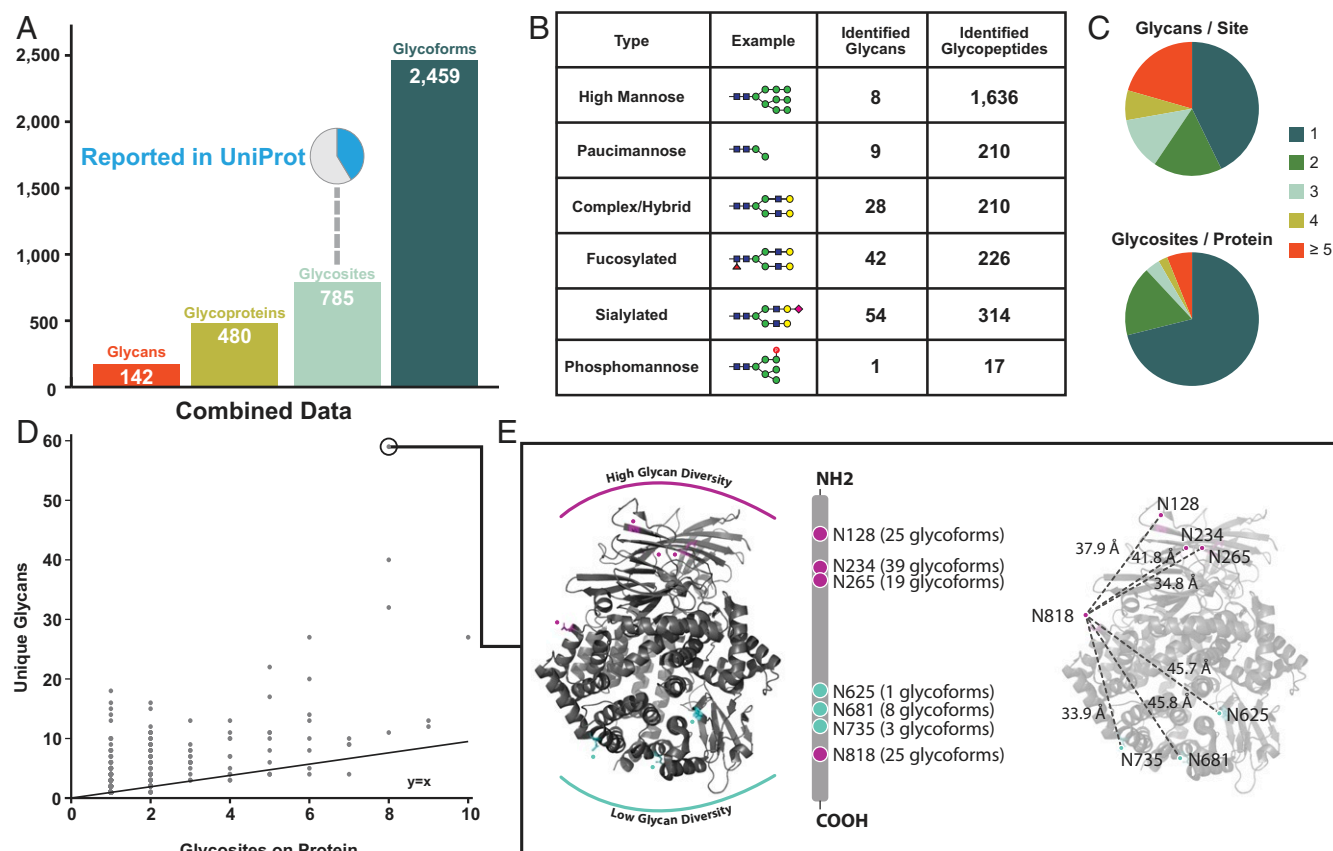 A
2,500
2,000
1,500
1,000
500
0
Glycoforms
2,459
Reported in UniProt
Glycosites
785
Glycoproteins
480
Glycans
142
Combined Data
B
Type Example Identified Glycans Identified Glycopeptides
High Mannose 8 1,636
Paucimannose 9 210
Complex/Hybrid 28 210
Fucosylated 42 226
Sialylated 54 314
Phosphomannose 1 17
C
Glycans / Site
1
2
3
4
≥ 5
Glycosites / Protein
D
Unique Glycans
60
50
40
30
20
10
0
y=x
0 2 4 6 8 10
Glycosites on Protein
E
High Glycan Diversity
Low Glycan Diversity
NH2
N128 (25 glycoforms)
N234 (39 glycoforms)
N265 (19 glycoforms)
N625 (1 glycoforms)
N681 (8 glycoforms)
N735 (3 glycoforms)
N818 (25 glycoforms)
COOH
N128
N234
N265
37.9 Å
41.8 Å
34.8 Å
N818
45.7 Å
45.8 Å
33.9 Å
N625
N735
N681